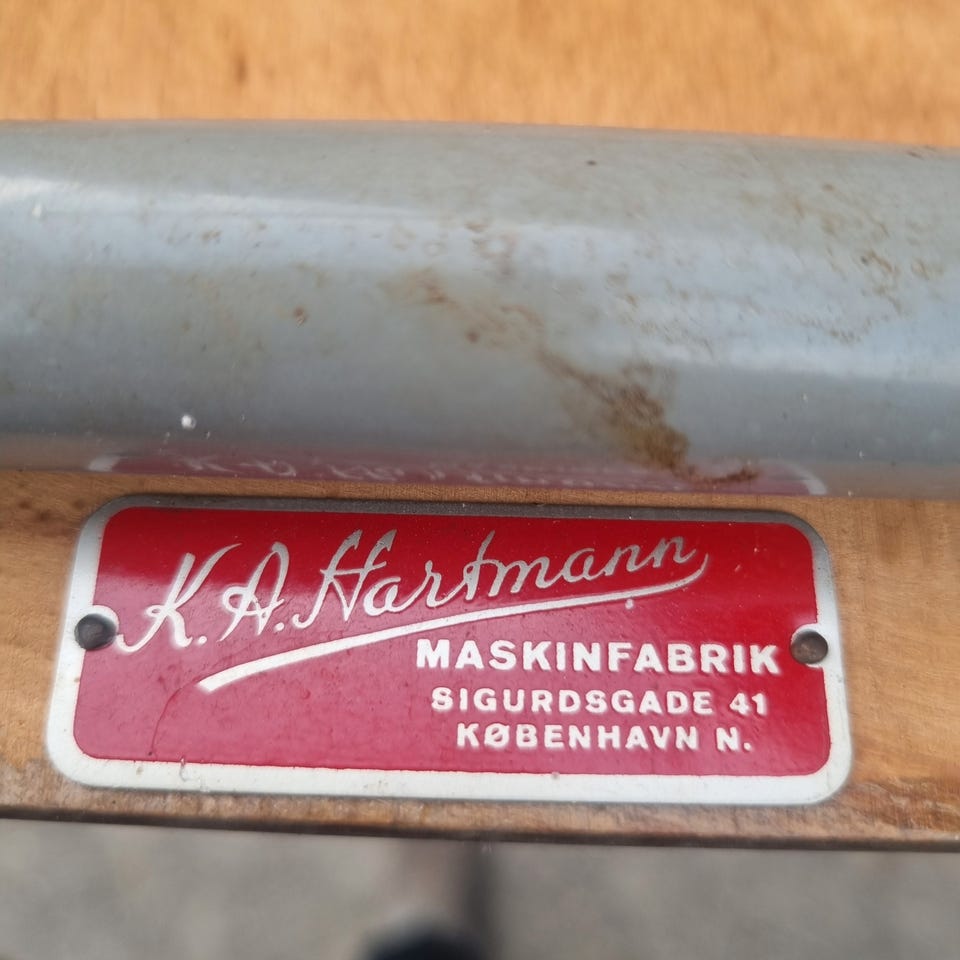 K. A. Hartmann
MASKINFABRIK
SIGURDSGADE 41
KØBENHAVN N.